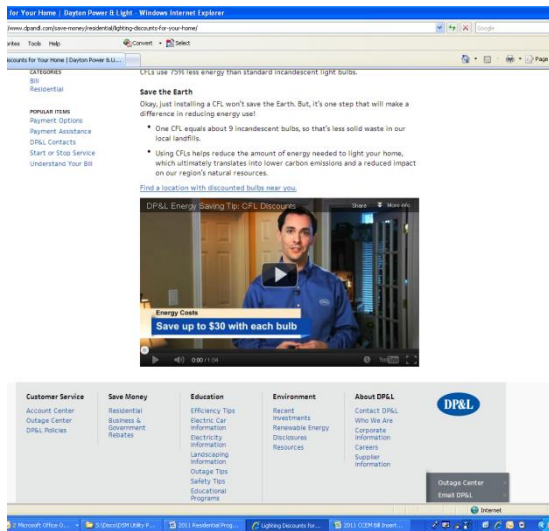 for Your Home | Dayton Power & Light - Windows Internet Explorer
/www.dpandl.com/save-money/residential/lighting-discounts-for-your-home/
Google
orites Tools Help Convert Select
scounts for Your Home | Dayton Power & Li...
Page
CATEGORIES
Bill
Residential
POPULAR ITEMS
Payment Options
Payment Assistance
DP&L Contacts
Start or Stop Service
Understand Your Bill
CFLs use 75% less energy than standard incandescent light bulbs.
Save the Earth
Okay, just installing a CFL won't save the Earth. But, it's one step that will make a
difference in reducing energy use!
• One CFL equals about 9 incandescent bulbs, so that's less solid waste in our
local landfills.
• Using CFLs helps reduce the amount of energy needed to light your home,
which ultimately translates into lower carbon emissions and a reduced impact
on our region's natural resources.
Find a location with discounted bulbs near you.
DP&L Energy Saving Tip: CFL Discounts
Share More info
Energy Costs
Save up to $30 with each bulb
0:00 / 1:04
YouTube
Customer Service
Account Center
Outage Center
DP&L Policies
Save Money
Residential
Business &
Government
Rebates
Education
Efficiency Tips
Electric Car
Information
Electricity
Information
Landscaping
Information
Outage Tips
Safety Tips
Educational
Programs
Environment
Recent
Investments
Renewable Energy
Disclosures
Resources
About DP&L
Contact DP&L
Who We Are
Corporate
Information
Careers
Supplier
Information
DP&L
Outage Center
Email DP&L
Internet
2 Microsoft Office O...
S:\Deco\DSM Utility P...
2011 Residential Prog...
Lighting Discounts for...
2011 CCEM Bill Insert...